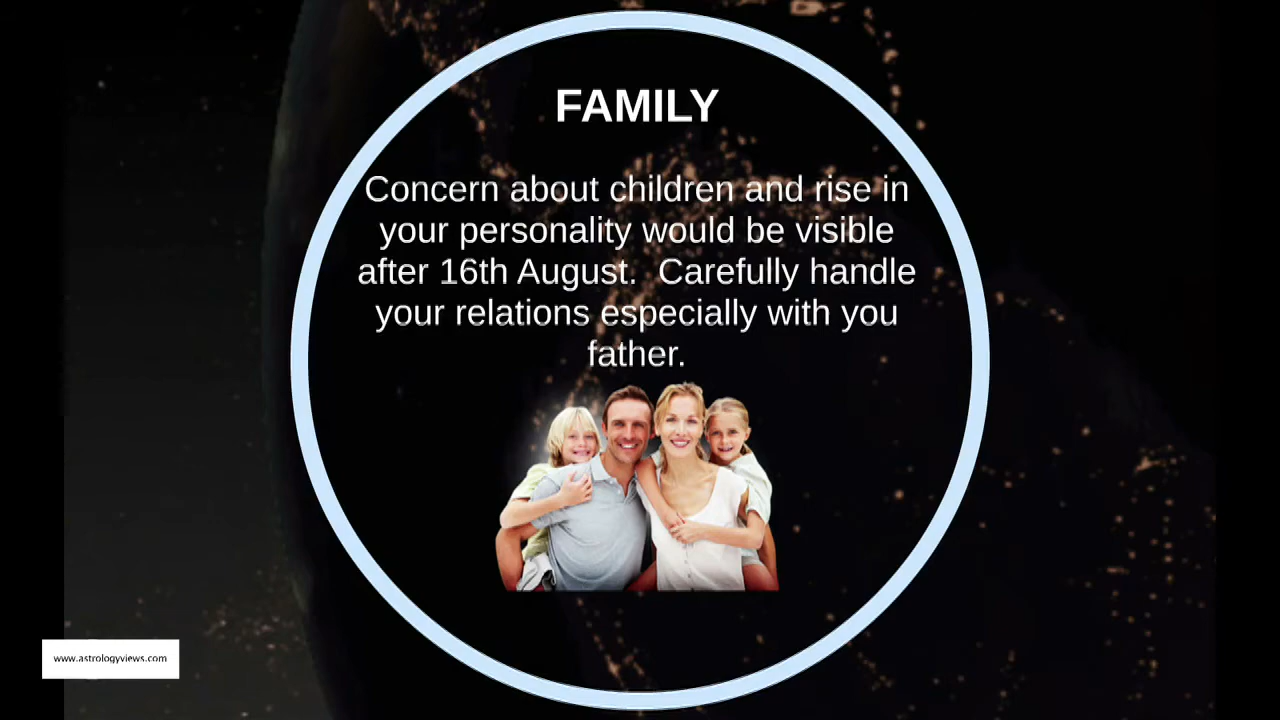 FAMILY
Concern about children and rise in
your personality would be visible
after 16th August.  Carefully handle
your relations especially with you
father.
www.astrologyviews.com